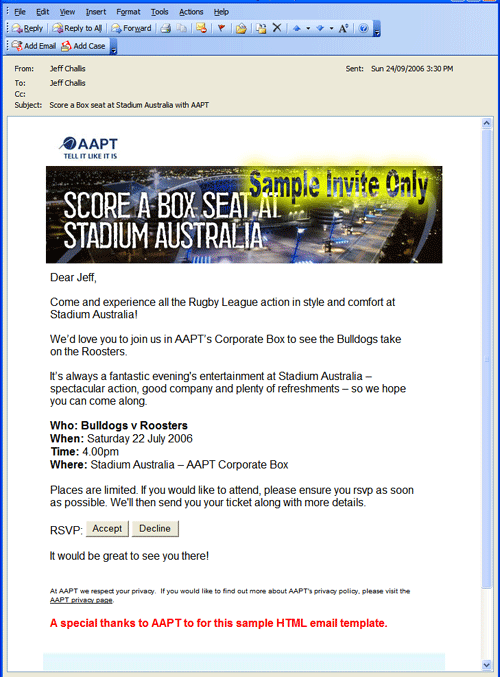 File Edit View Insert Format Tools Actions Help
Reply Reply to All Forward
Add Email Add Case
From: Jeff Challis Sent: Sun 24/09/2006 3:30 PM
To: Jeff Challis
Cc:
Subject: Score a Box seat at Stadium Australia with AAPT
AAPT
TELL IT LIKE IT IS
Sample Invite Only
SCORE A BOX SEAT AT
STADIUM AUSTRALIA
Dear Jeff,
Come and experience all the Rugby League action in style and comfort at
Stadium Australia!
We'd love you to join us in AAPT's Corporate Box to see the Bulldogs take
on the Roosters.
It's always a fantastic evening's entertainment at Stadium Australia –
spectacular action, good company and plenty of refreshments – so we hope
you can come along.
Who: Bulldogs v Roosters
When: Saturday 22 July 2006
Time: 4.00pm
Where: Stadium Australia – AAPT Corporate Box
Places are limited. If you would like to attend, please ensure you rsvp as soon
as possible. We'll then send you your ticket along with more details.
RSVP: Accept Decline
It would be great to see you there!
At AAPT we respect your privacy. If you would like to find out more about AAPT's privacy policy, please visit the
AAPT privacy page.
A special thanks to AAPT to for this sample HTML email template.